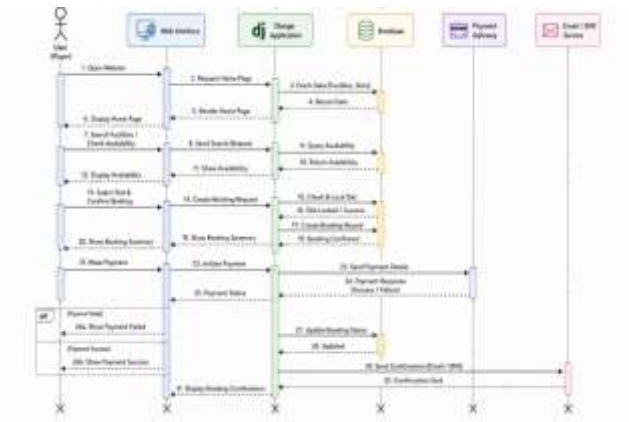 User
(Player)
Web Interface
dj
Django
Application
Database
Payment
Gateway
Email / SMS
Service
1. Open Website
2. Request Home Page
3. Fetch Data (Facilities, Slots)
4. Return Data
5. Render Home Page
6. Display Home Page
7. Search Facilities /
Check Availability
8. Send Search Request
9. Query Availability
10. Return Availability
11. Show Availability
12. Display Availability
13. Select Slot &
Confirm Booking
14. Create Booking Request
15. Check & Lock Slot
16. Slot Locked / Success
17. Create Booking Record
18. Booking Confirmed
19. Show Booking Summary
20. Show Booking Summary
21. Make Payment
22. Initiate Payment
23. Send Payment Details
24. Payment Response
(Success / Failure)
25. Payment Status
alt
[Payment Failed]
26a. Show Payment Failed
27. Update Booking Status
28. Updated
[Payment Success]
26b. Show Payment Success
Send Confirmation (Email / SMS)
Confirmation Sent
Display Booking Confirmation